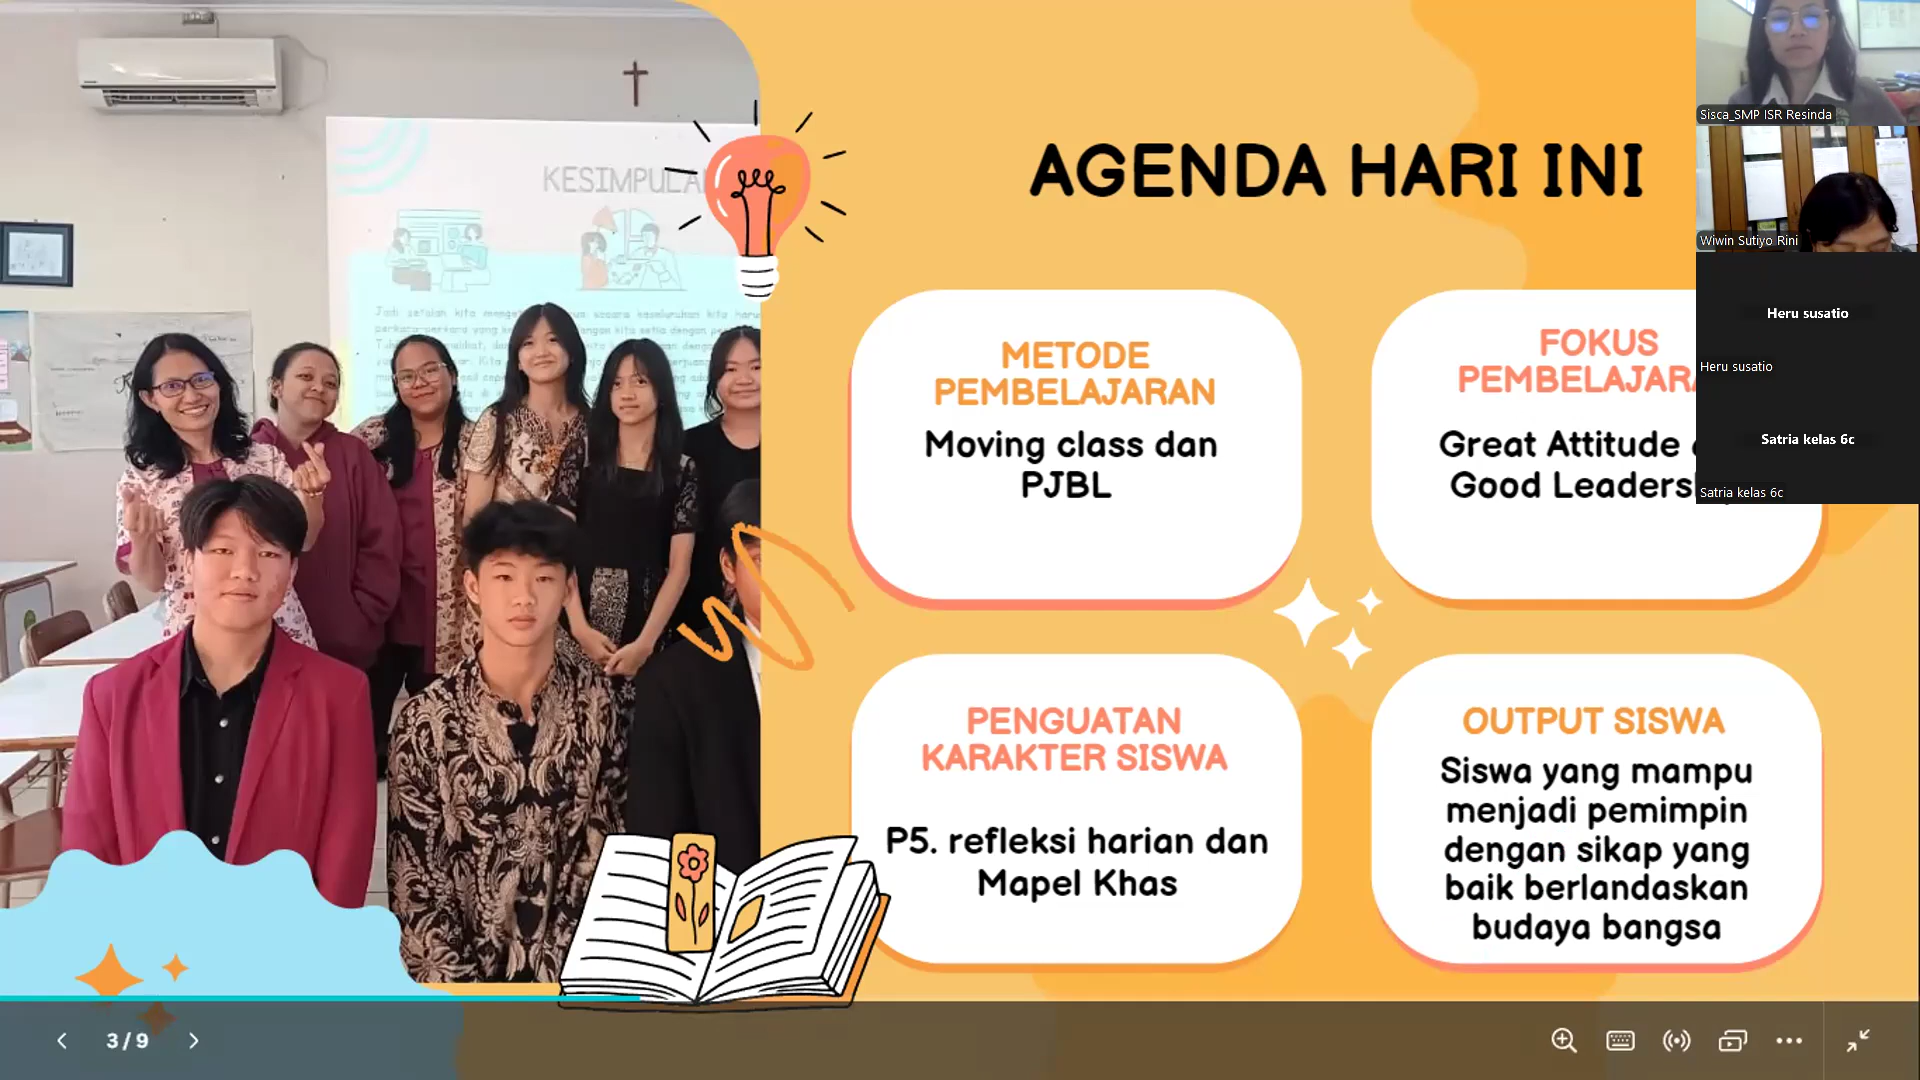 KESIMPULA
Jadi setelah kita
AGENDA HARI INI
METODE
PEMBELAJARAN
Moving class dan
PJBL
FOKUS
PEMBELAJARA
Great Attitude
Good Leaders
PENGUATAN
KARAKTER SISWA
P5. refleksi harian dan
Mapel Khas
OUTPUT SISWA
Siswa yang mampu
menjadi pemimpin
dengan sikap yang
baik berlandaskan
budaya bangsa
Sisca_SMP ISR Resinda
Wiwin Sutiyo Rini
Heru susatio
Heru susatio
Satria kelas 6c
Satria kelas 6c
3/9